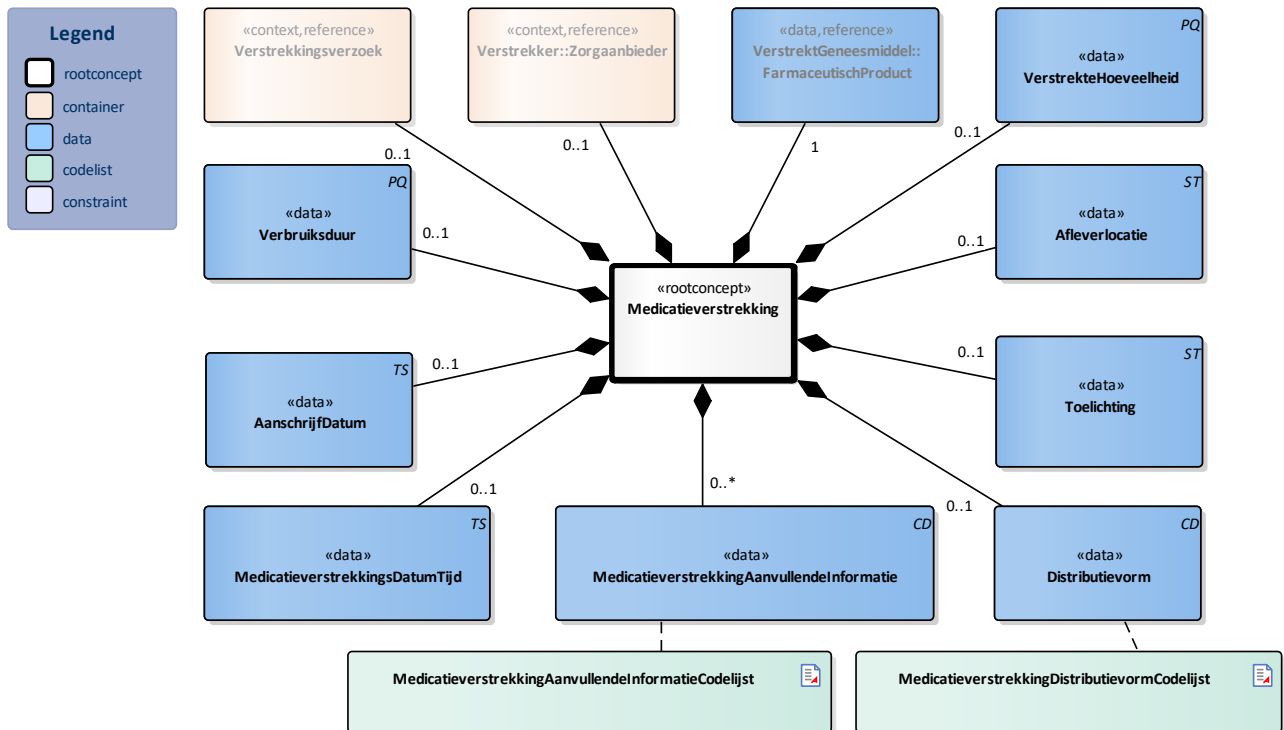 Legend
rootconcept
container
data
codelist
constraint
«context,reference»
Verstrekkingsverzoek
«context,reference»
Verstrekker::Zorgaanbieder
«data,reference»
VerstrektGeneesmiddel::
FarmaceutischProduct
PQ
«data»
VerstrekteHoeveelheid
0..1
0..1
1
0..1
PQ
«data»
Verbruiksduur
0..1
ST
«data»
Afleverlocatie
0..1
«rootconcept»
Medicatieverstrekking
TS
«data»
AanschrijfDatum
0..1
ST
«data»
Toelichting
0..1
TS
«data»
MedicatieverstrekkingsDatumTijd
0..1
CD
«data»
MedicatieverstrekkingAanvullendeInformatie
0..*
CD
«data»
Distributievorm
0..1
MedicatieverstrekkingAanvullendeInformatieCodelijst
MedicatieverstrekkingDistributievormCodelijst